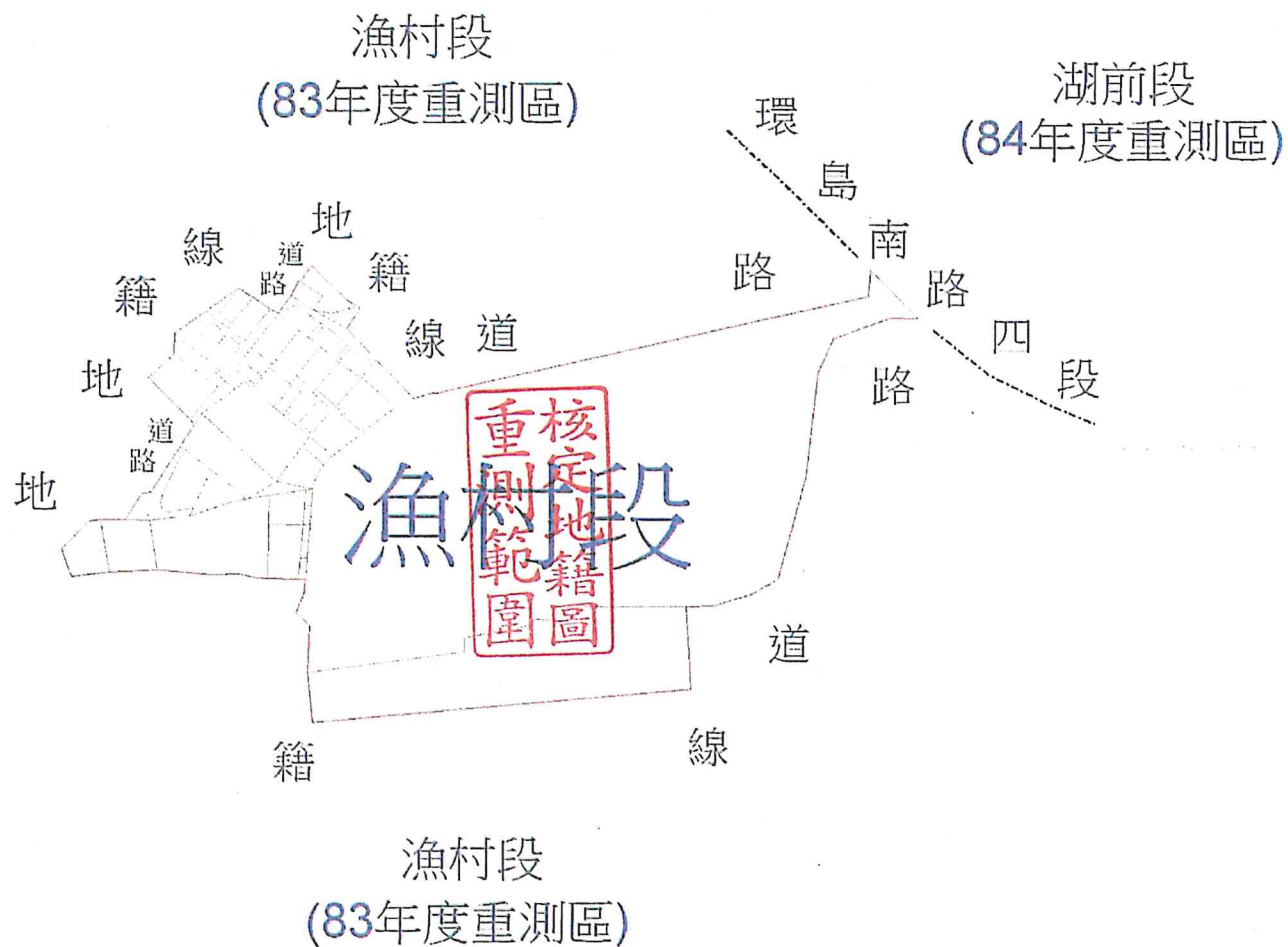 漁村段
(83年度重測區)
湖前段
(84年度重測區)
環島南路四段
地籍線
道路
地籍線
道路
道路
道路
地籍線
漁村段
核定地籍圖
重測範圍
漁村段
(83年度重測區)